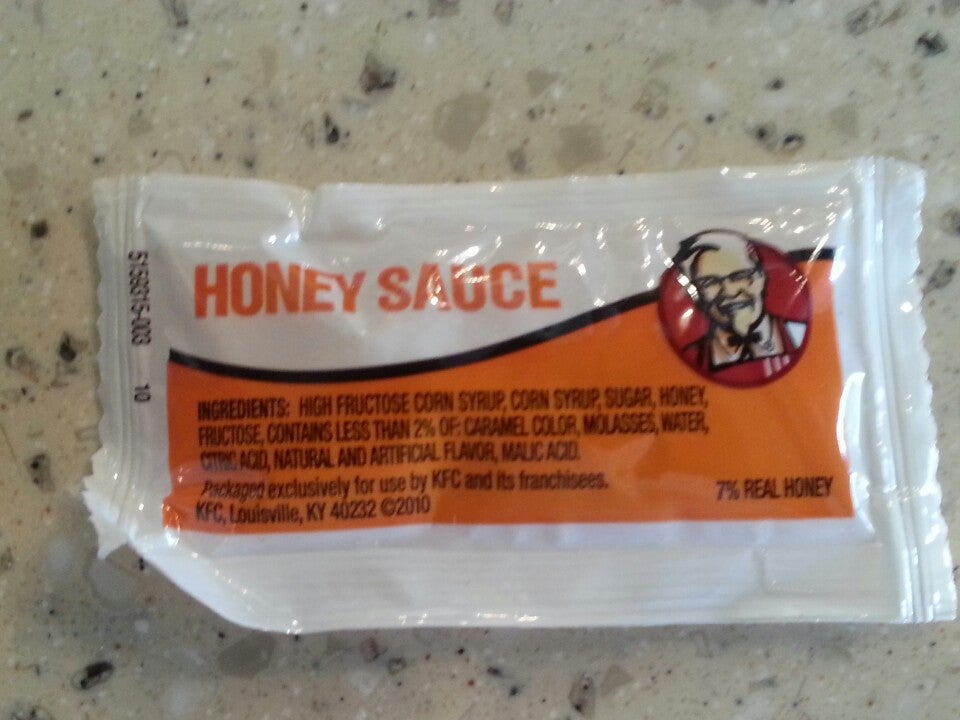 HONEY SAUCE
INGREDIENTS: HIGH FRUCTOSE CORN SYRUP, CORN SYRUP, SUGAR, HONEY,
FRUCTOSE, CONTAINS LESS THAN 2% OF: CARAMEL COLOR, MOLASSES, WATER,
CITRIC ACID, NATURAL AND ARTIFICIAL FLAVOR, MALIC ACID.
Packaged exclusively for use by KFC and its franchisees.
KFC, Louisville, KY 40232 ©2010
7% REAL HONEY
5159215-003 10